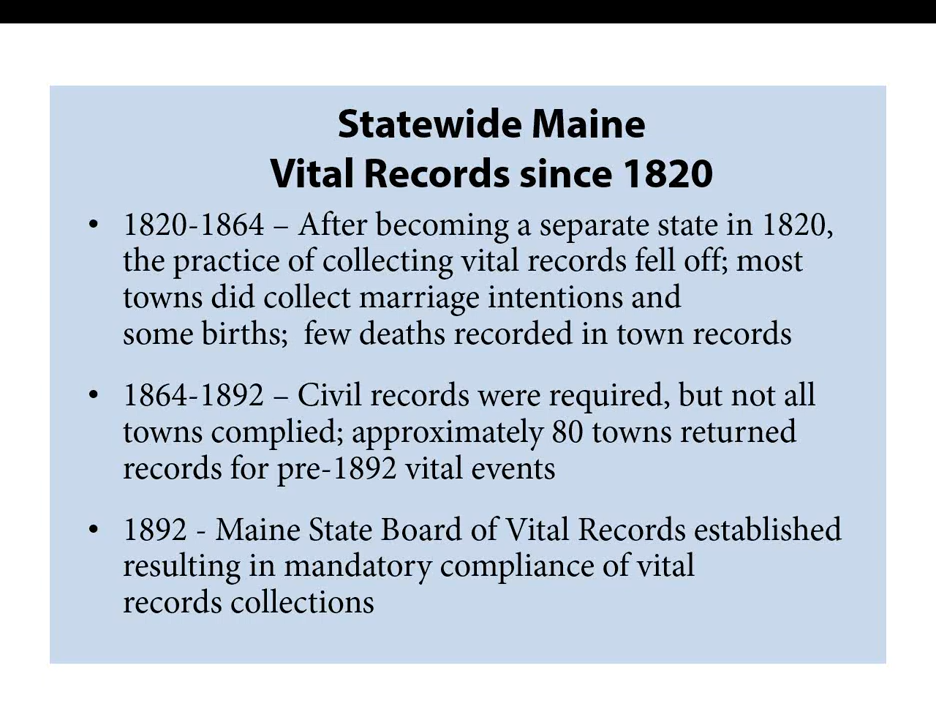 Statewide Maine
Vital Records since 1820
• 1820-1864 – After becoming a separate state in 1820,
the practice of collecting vital records fell off; most
towns did collect marriage intentions and
some births;  few deaths recorded in town records
• 1864-1892 – Civil records were required, but not all
towns complied; approximately 80 towns returned
records for pre-1892 vital events
• 1892 - Maine State Board of Vital Records established
resulting in mandatory compliance of vital
records collections